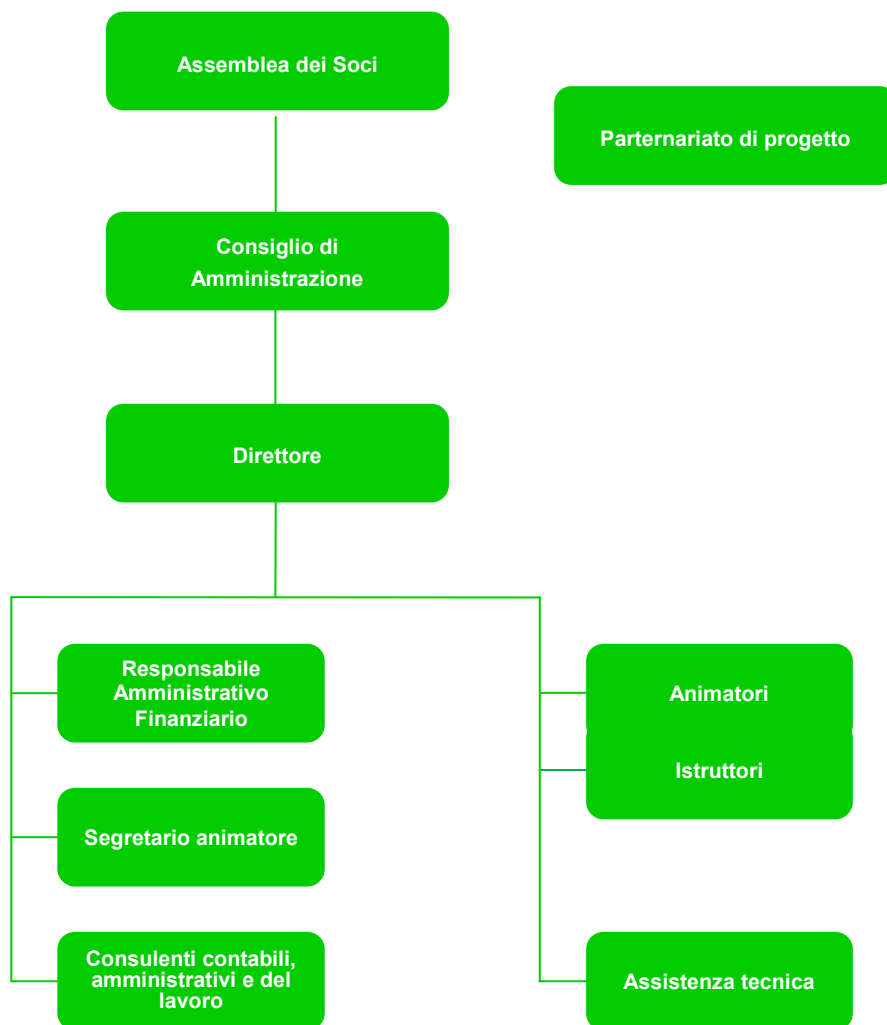 Assemblea dei Soci
Parternariato di progetto
Consiglio di
Amministrazione
Direttore
Responsabile
Amministrativo
Finanziario
Animatori
Istruttori
Segretario animatore
Consulenti contabili,
amministrativi e del
lavoro
Assistenza tecnica